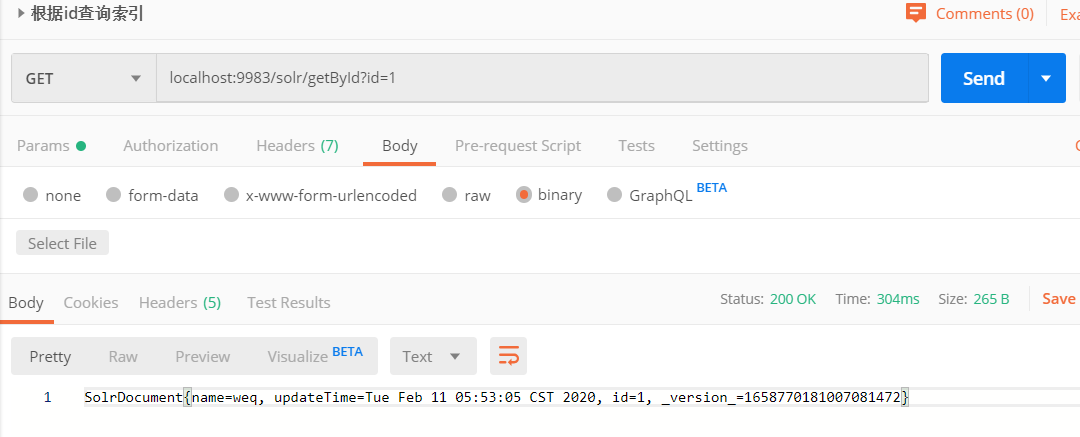 根据id查询索引
Comments (0)
Exa
GET
localhost:9983/solr/getById?id=1
Send
Params
Authorization
Headers (7)
Body
Pre-request Script
Tests
Settings
none
form-data
x-www-form-urlencoded
raw
binary
GraphQL BETA
Select File
Body
Cookies
Headers (5)
Test Results
Status: 200 OK
Time: 304ms
Size: 265 B
Save
Pretty
Raw
Preview
Visualize BETA
Text
1
SolrDocument{name=weq, updateTime=Tue Feb 11 05:53:05 CST 2020, id=1, _version_=1658770181007081472}